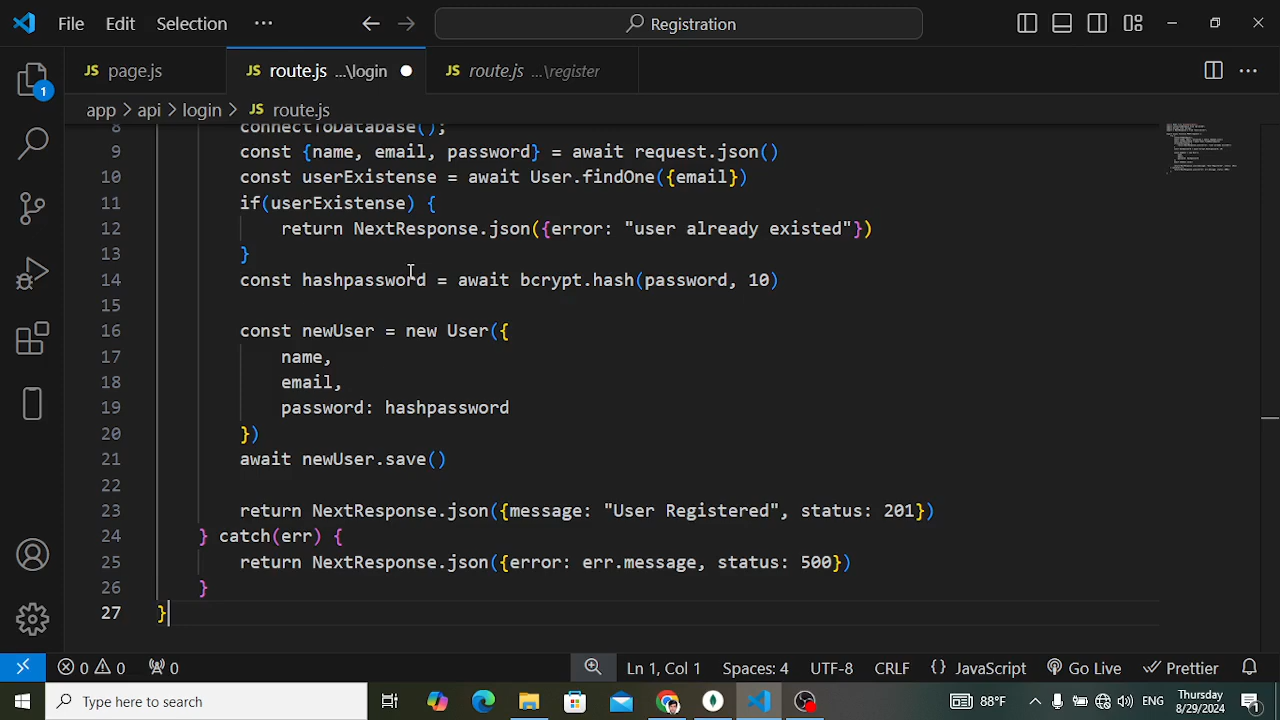 File Edit Selection ··· Registration
JS page.js JS route.js ...\login JS route.js ...\register
app > api > login > JS route.js
1
8 connectToDatabase();
9 const {name, email, password} = await request.json()
10 const userExistense = await User.findOne({email})
11 if(userExistense) {
12 return NextResponse.json({error: "user already existed"})
13 }
14 const hashpassword = await bcrypt.hash(password, 10)
15
16 const newUser = new User({
17 name,
18 email,
19 password: hashpassword
20 })
21 await newUser.save()
22
23 return NextResponse.json({message: "User Registered", status: 201})
24 } catch(err) {
25 return NextResponse.json({error: err.message, status: 500})
26 }
27 }
0 0 0 Ln 1, Col 1 Spaces: 4 UTF-8 CRLF {} JavaScript Go Live Prettier
Type here to search 88°F ENG Thursday
8/29/2024 1